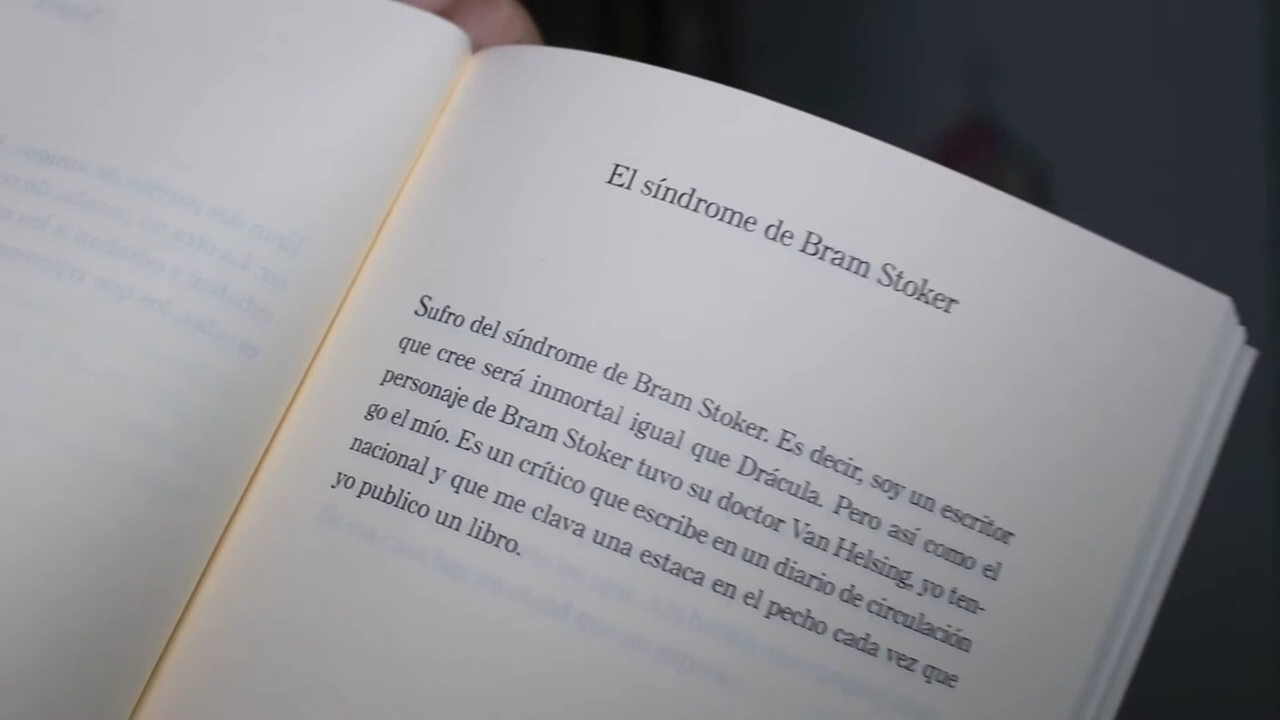 El síndrome de Bram Stoker
Sufro del síndrome de Bram Stoker. Es decir, soy un escritor
que cree será inmortal igual que Drácula. Pero así como el
personaje de Bram Stoker tuvo su doctor Van Helsing, yo ten-
go el mío. Es un crítico que escribe en un diario de circulación
nacional y que me clava una estaca en el pecho cada vez que
yo publico un libro.